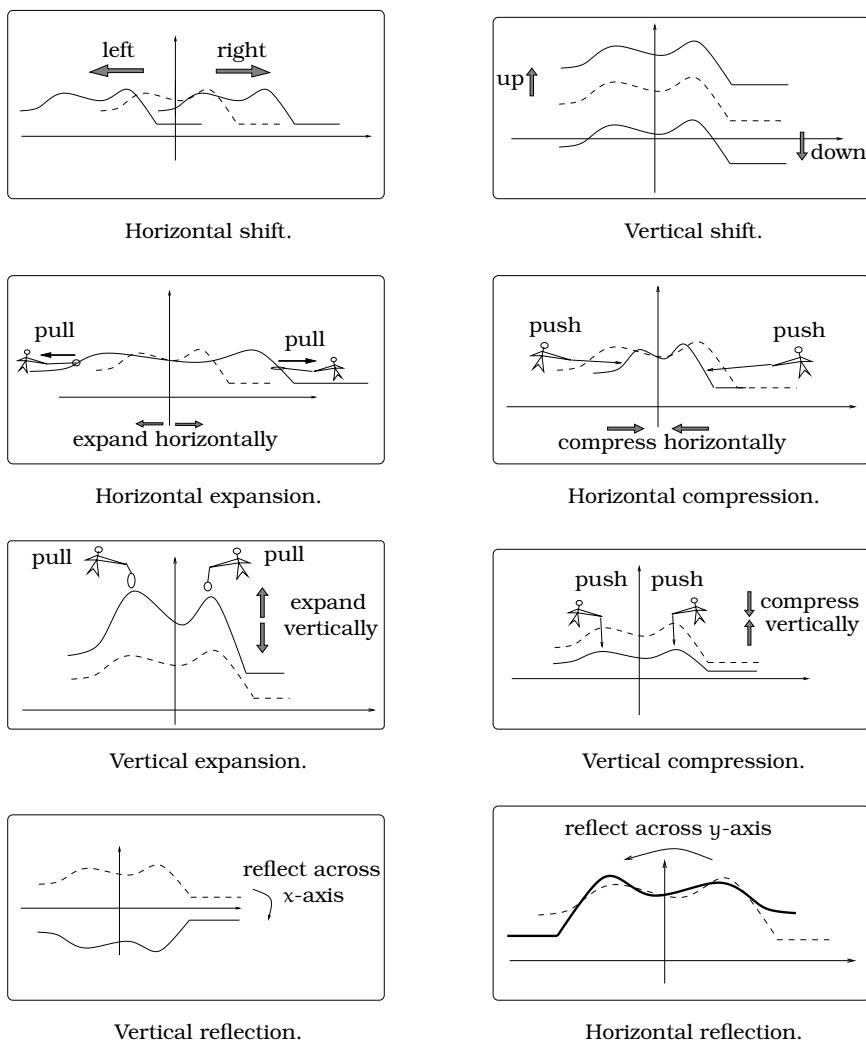 left
right
Horizontal shift.
up
down
Vertical shift.
pull
pull
expand horizontally
Horizontal expansion.
push
push
compress horizontally
Horizontal compression.
pull
pull
expand
vertically
Vertical expansion.
push
push
compress
vertically
Vertical compression.
reflect across
x-axis
Vertical reflection.
reflect across y-axis
Horizontal reflection.